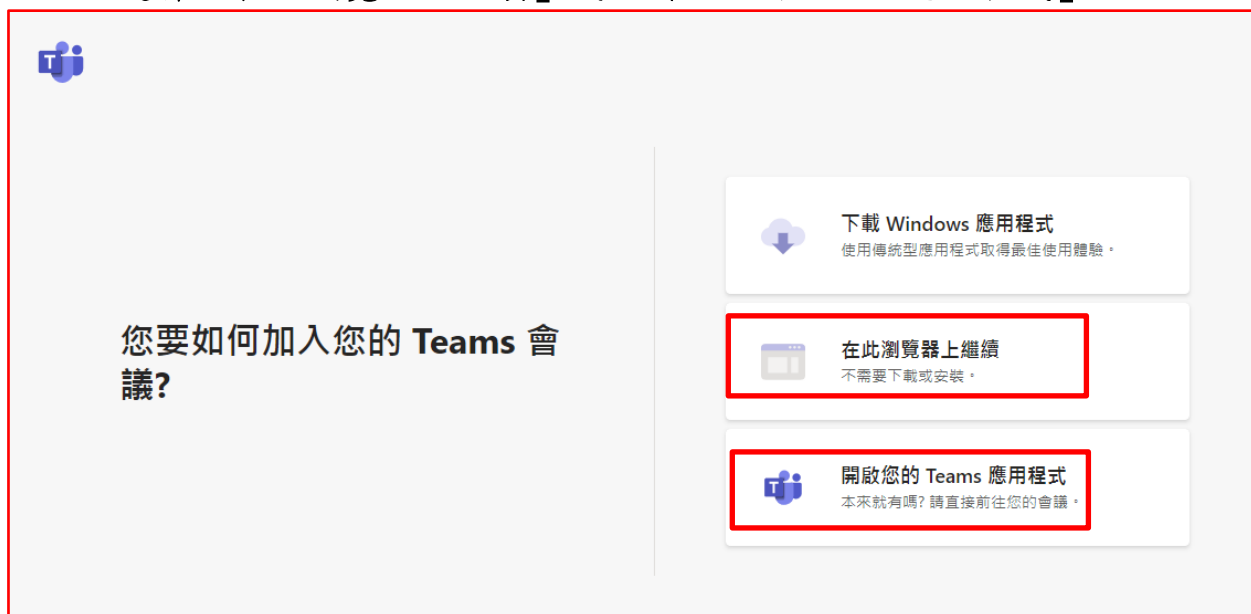 您要如何加入您的 Teams 會
議?
下載 Windows 應用程式
使用傳統型應用程式取得最佳使用體驗。
在此瀏覽器上繼續
不需要下載或安裝。
開啟您的 Teams 應用程式
本來就有嗎? 請直接前往您的會議。